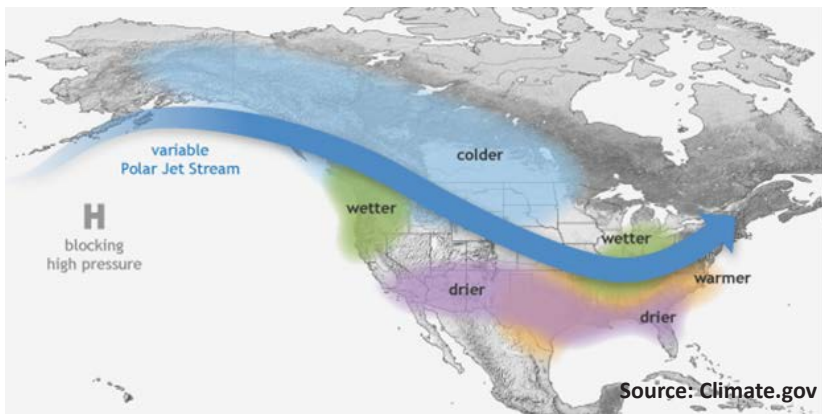 colder
variable
Polar Jet Stream
wetter
H
blocking
high pressure
wetter
warmer
drier
drier
Source: Climate.gov